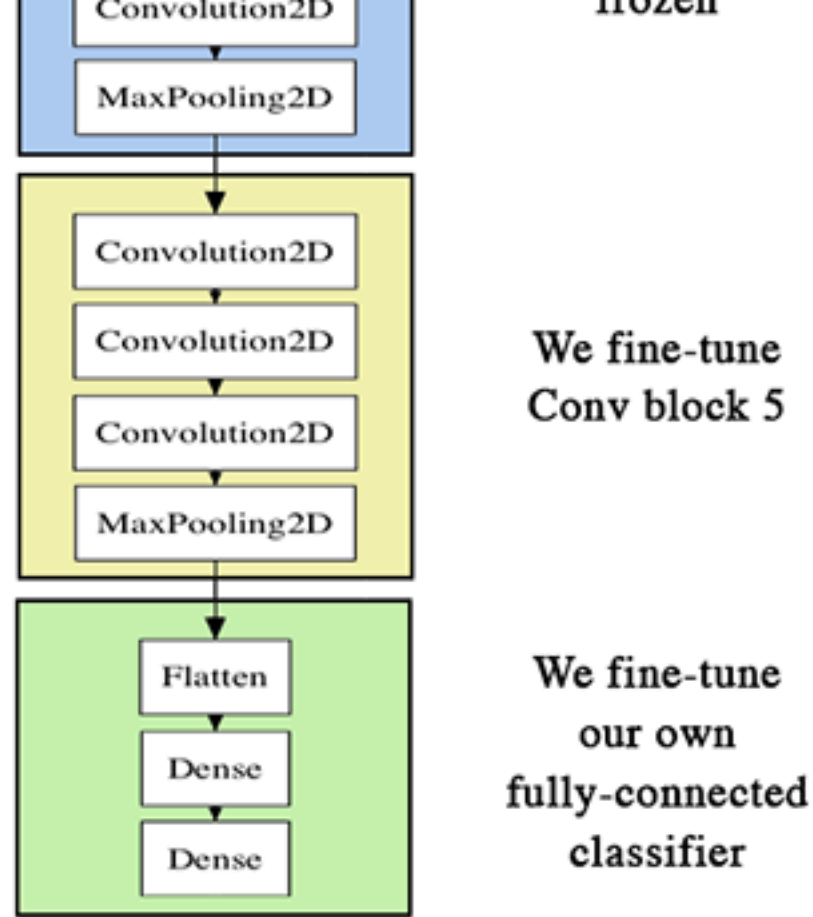 Convolution2D
frozen
MaxPooling2D
Convolution2D
Convolution2D
Convolution2D
MaxPooling2D
We fine-tune
Conv block 5
Flatten
Dense
Dense
We fine-tune
our own
fully-connected
classifier